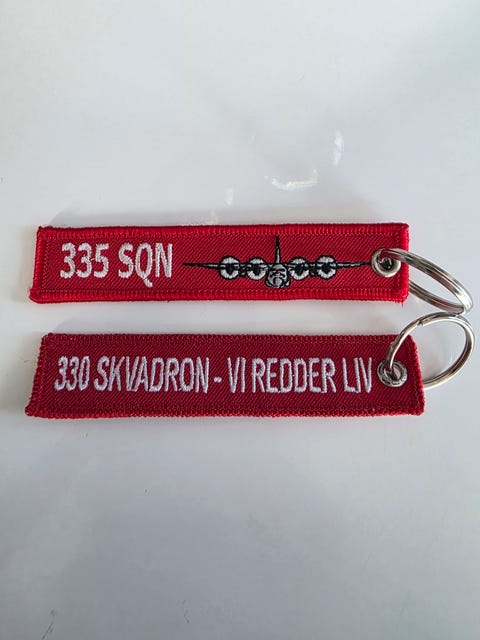 335 SQN
330 SKVADRON - VI REDDER LIV